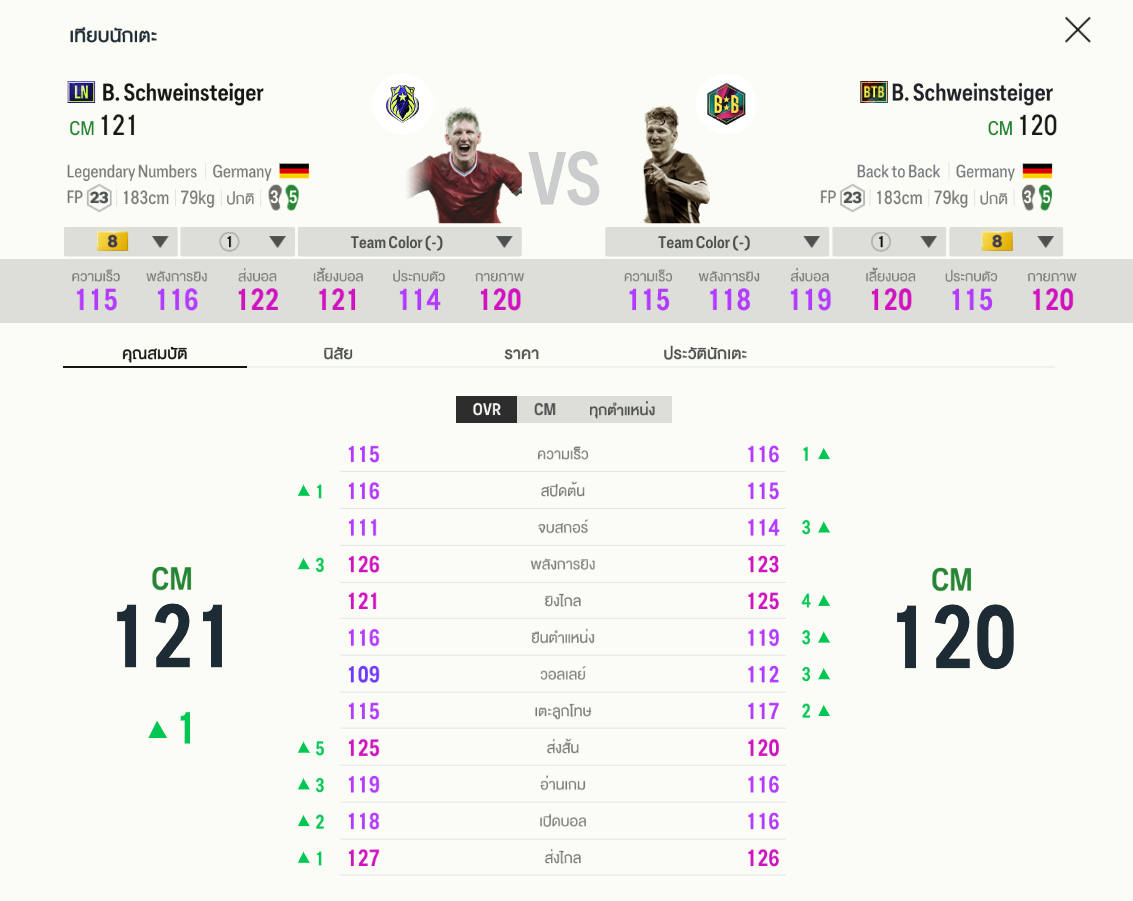 เทียบนักเตะ
LN B. Schweinsteiger
CM 121
Legendary Numbers Germany
FP 23 183cm 79kg ปกติ 3 5
8 1 Team Color (-)
VS
BTB B. Schweinsteiger
CM 120
Back to Back Germany
FP 23 183cm 79kg ปกติ 3 5
Team Color (-) 1 8
ความเร็ว พลังการยิง ส่งบอล เลี้ยงบอล ประกบตัว กายภาพ
115 116 122 121 114 120
ความเร็ว พลังการยิง ส่งบอล เลี้ยงบอล ประกบตัว กายภาพ
115 118 119 120 115 120
คุณสมบัติ นิสัย ราคา ประวัตินักเตะ
OVR CM ทุกตำแหน่ง
115 ความเร็ว 116 1 ▲
▲ 1 116 สปีดต้น 115
111 จบสกอร์ 114 3 ▲
▲ 3 126 พลังการยิง 123
121 ยิงไกล 125 4 ▲
116 ยืนตำแหน่ง 119 3 ▲
109 วอลเลย์ 112 3 ▲
115 เตะลูกโทษ 117 2 ▲
▲ 5 125 ส่งสั้น 120
▲ 3 119 อ่านเกม 116
▲ 2 118 เปิดบอล 116
▲ 1 127 ส่งไกล 126
CM
121
▲ 1
CM
120